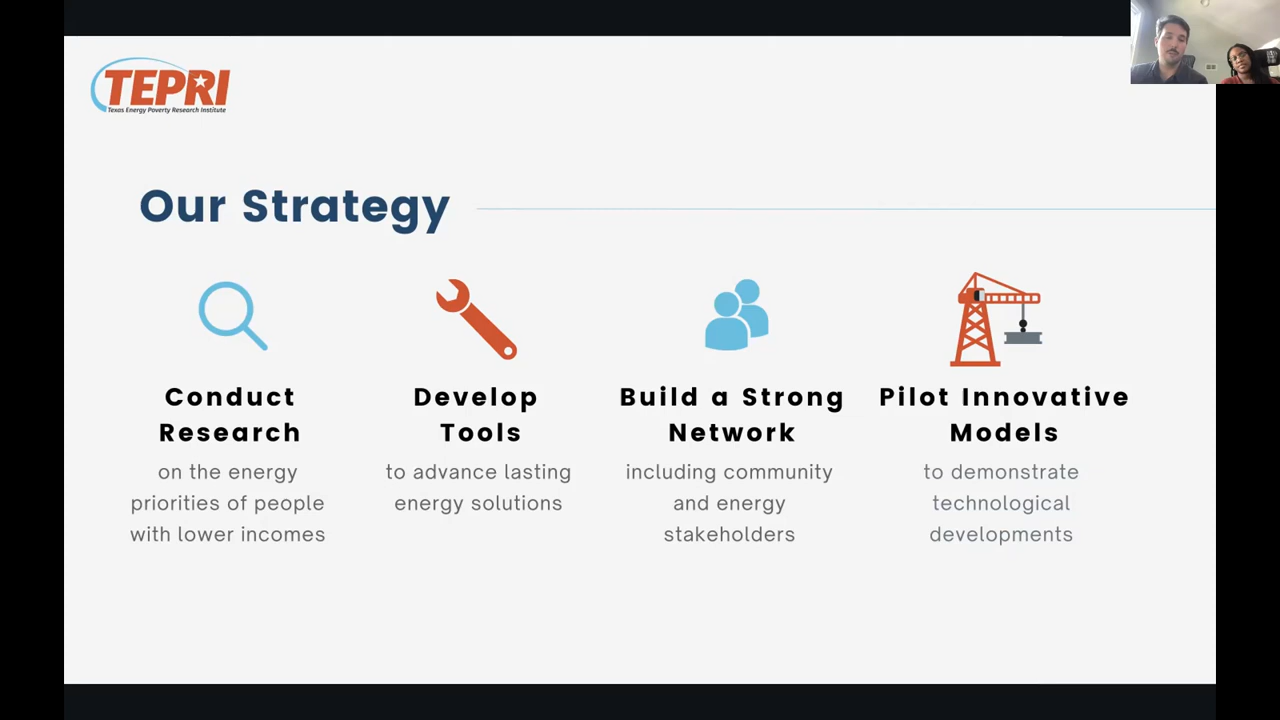 TEPRI
Texas Energy Poverty Research Institute
Our Strategy
Conduct
Research
on the energy
priorities of people
with lower incomes
Develop
Tools
to advance lasting
energy solutions
Build a Strong
Network
including community
and energy
stakeholders
Pilot Innovative
Models
to demonstrate
technological
developments